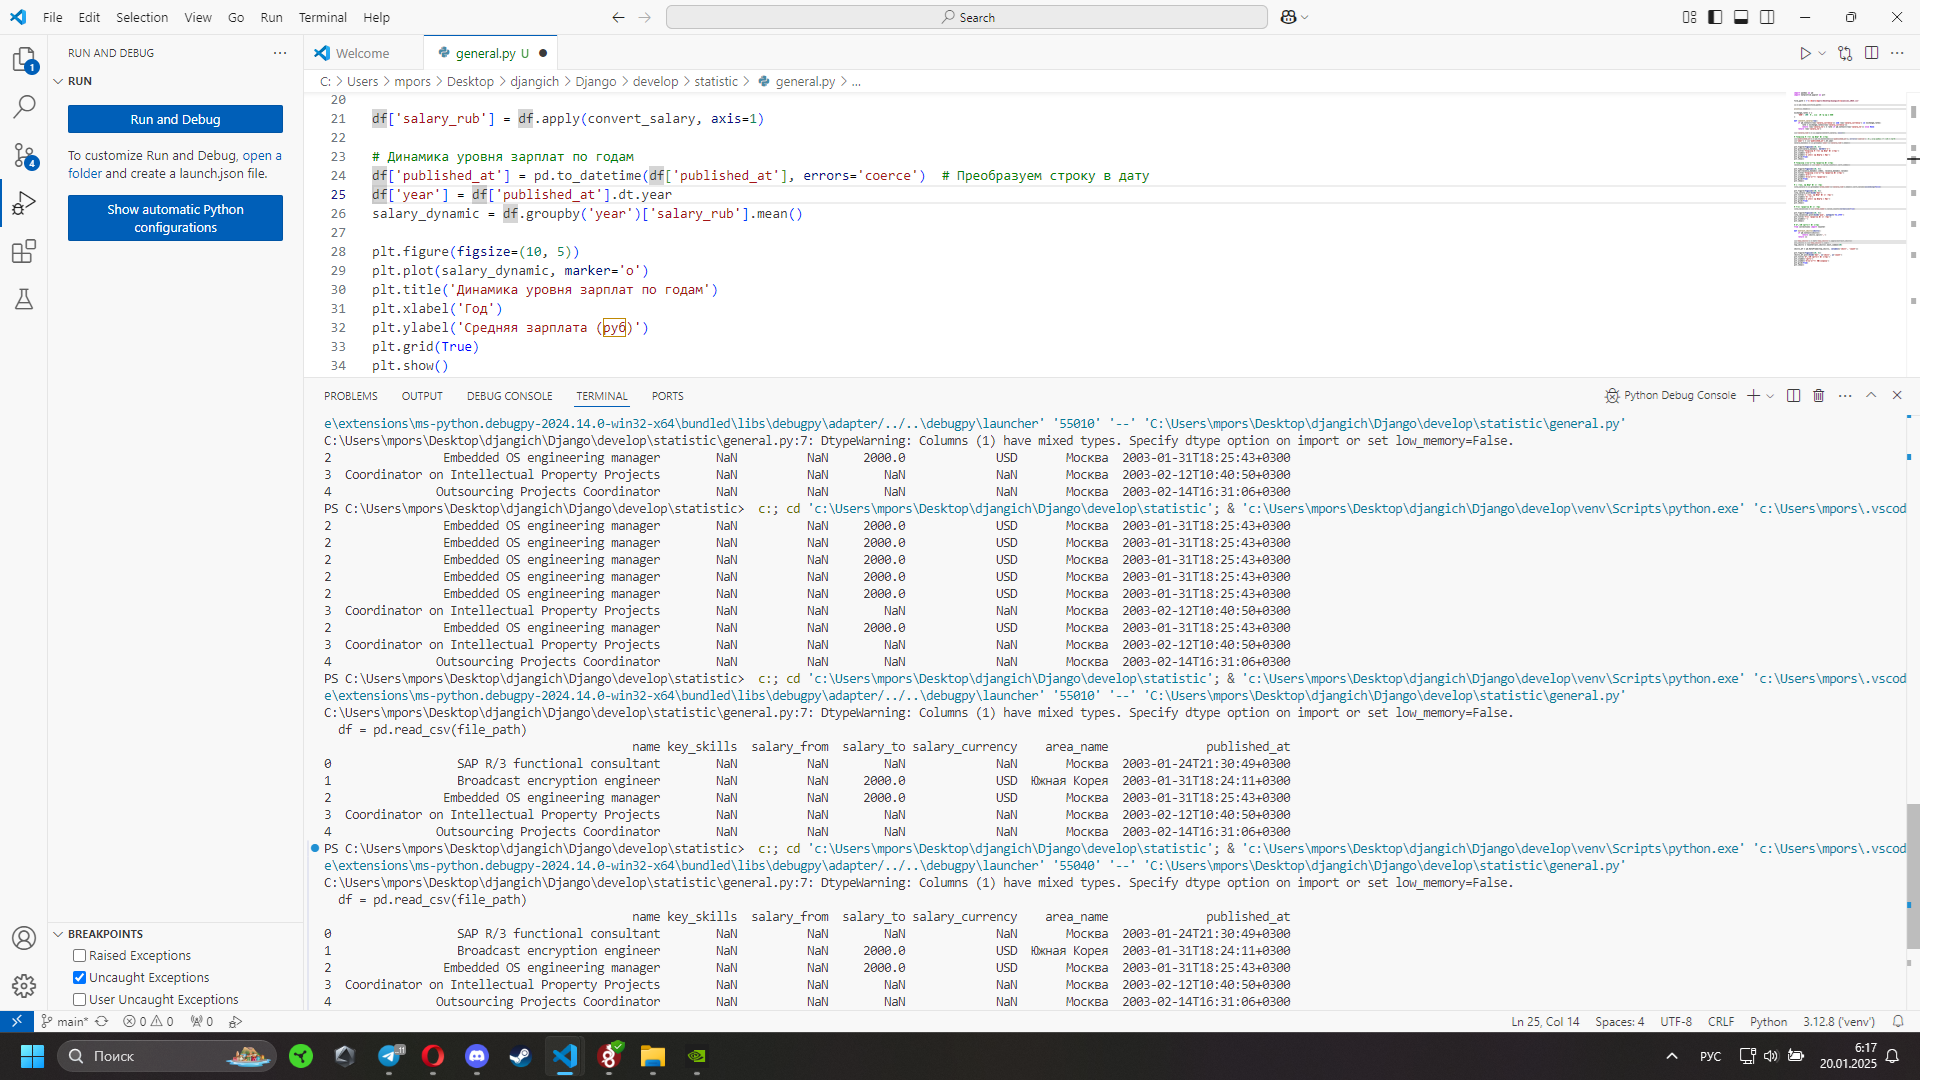 File Edit Selection View Go Run Terminal Help
Search
RUN AND DEBUG
Welcome
general.py U
RUN
C: > Users > mpors > Desktop > djangich > Django > develop > statistic > general.py > ...
Run and Debug
To customize Run and Debug, open a
folder and create a launch.json file.
Show automatic Python
configurations
1
4
20
21 df['salary_rub'] = df.apply(convert_salary, axis=1)
22
23 # Динамика уровня зарплат по годам
24 df['published_at'] = pd.to_datetime(df['published_at'], errors='coerce')  # Преобразуем строку в дату
25 df['year'] = df['published_at'].dt.year
26 salary_dynamic = df.groupby('year')['salary_rub'].mean()
27
28 plt.figure(figsize=(10, 5))
29 plt.plot(salary_dynamic, marker='o')
30 plt.title('Динамика уровня зарплат по годам')
31 plt.xlabel('Год')
32 plt.ylabel('Средняя зарплата (руб)')
33 plt.grid(True)
34 plt.show()
PROBLEMS OUTPUT DEBUG CONSOLE TERMINAL PORTS
Python Debug Console
e\extensions\ms-python.debugpy-2024.14.0-win32-x64\bundled\libs\debugpy\adapter/../..\debugpy\launcher' '55010' '--' 'C:\Users\mpors\Desktop\djangich\Django\develop\statistic\general.py'
C:\Users\mpors\Desktop\djangich\Django\develop\statistic\general.py:7: DtypeWarning: Columns (1) have mixed types. Specify dtype option on import or set low_memory=False.
2 Embedded OS engineering manager NaN NaN 2000.0 USD Москва 2003-01-31T18:25:43+0300
3 Coordinator on Intellectual Property Projects NaN NaN NaN NaN Москва 2003-02-12T10:40:50+0300
4 Outsourcing Projects Coordinator NaN NaN NaN NaN Москва 2003-02-14T16:31:06+0300
PS C:\Users\mpors\Desktop\djangich\Django\develop\statistic>  c:; cd 'c:\Users\mpors\Desktop\djangich\Django\develop\statistic'; & 'c:\Users\mpors\Desktop\djangich\Django\develop\venv\Scripts\python.exe' 'c:\Users\mpors\.vscod
2 Embedded OS engineering manager NaN NaN 2000.0 USD Москва 2003-01-31T18:25:43+0300
2 Embedded OS engineering manager NaN NaN 2000.0 USD Москва 2003-01-31T18:25:43+0300
2 Embedded OS engineering manager NaN NaN 2000.0 USD Москва 2003-01-31T18:25:43+0300
2 Embedded OS engineering manager NaN NaN 2000.0 USD Москва 2003-01-31T18:25:43+0300
2 Embedded OS engineering manager NaN NaN 2000.0 USD Москва 2003-01-31T18:25:43+0300
3 Coordinator on Intellectual Property Projects NaN NaN NaN NaN Москва 2003-02-12T10:40:50+0300
2 Embedded OS engineering manager NaN NaN 2000.0 USD Москва 2003-01-31T18:25:43+0300
3 Coordinator on Intellectual Property Projects NaN NaN NaN NaN Москва 2003-02-12T10:40:50+0300
4 Outsourcing Projects Coordinator NaN NaN NaN NaN Москва 2003-02-14T16:31:06+0300
PS C:\Users\mpors\Desktop\djangich\Django\develop\statistic>  c:; cd 'c:\Users\mpors\Desktop\djangich\Django\develop\statistic'; & 'c:\Users\mpors\Desktop\djangich\Django\develop\venv\Scripts\python.exe' 'c:\Users\mpors\.vscod
e\extensions\ms-python.debugpy-2024.14.0-win32-x64\bundled\libs\debugpy\adapter/../..\debugpy\launcher' '55010' '--' 'C:\Users\mpors\Desktop\djangich\Django\develop\statistic\general.py'
C:\Users\mpors\Desktop\djangich\Django\develop\statistic\general.py:7: DtypeWarning: Columns (1) have mixed types. Specify dtype option on import or set low_memory=False.
df = pd.read_csv(file_path)
name key_skills salary_from salary_to salary_currency area_name published_at
0 SAP R/3 functional consultant NaN NaN NaN NaN Москва 2003-01-24T21:30:49+0300
1 Broadcast encryption engineer NaN NaN 2000.0 USD Южная Корея 2003-01-31T18:24:11+0300
2 Embedded OS engineering manager NaN NaN 2000.0 USD Москва 2003-01-31T18:25:43+0300
3 Coordinator on Intellectual Property Projects NaN NaN NaN NaN Москва 2003-02-12T10:40:50+0300
4 Outsourcing Projects Coordinator NaN NaN NaN NaN Москва 2003-02-14T16:31:06+0300
PS C:\Users\mpors\Desktop\djangich\Django\develop\statistic>  c:; cd 'c:\Users\mpors\Desktop\djangich\Django\develop\statistic'; & 'c:\Users\mpors\Desktop\djangich\Django\develop\venv\Scripts\python.exe' 'c:\Users\mpors\.vscod
e\extensions\ms-python.debugpy-2024.14.0-win32-x64\bundled\libs\debugpy\adapter/../..\debugpy\launcher' '55040' '--' 'C:\Users\mpors\Desktop\djangich\Django\develop\statistic\general.py'
C:\Users\mpors\Desktop\djangich\Django\develop\statistic\general.py:7: DtypeWarning: Columns (1) have mixed types. Specify dtype option on import or set low_memory=False.
df = pd.read_csv(file_path)
name key_skills salary_from salary_to salary_currency area_name published_at
0 SAP R/3 functional consultant NaN NaN NaN NaN Москва 2003-01-24T21:30:49+0300
1 Broadcast encryption engineer NaN NaN 2000.0 USD Южная Корея 2003-01-31T18:24:11+0300
2 Embedded OS engineering manager NaN NaN 2000.0 USD Москва 2003-01-31T18:25:43+0300
3 Coordinator on Intellectual Property Projects NaN NaN NaN NaN Москва 2003-02-12T10:40:50+0300
4 Outsourcing Projects Coordinator NaN NaN NaN NaN Москва 2003-02-14T16:31:06+0300
BREAKPOINTS
Raised Exceptions
Uncaught Exceptions
User Uncaught Exceptions
main* 0 0 0
Ln 25, Col 14 Spaces: 4 UTF-8 CRLF Python 3.12.8 ('venv')
Поиск
11
РУС
6:17
20.01.2025